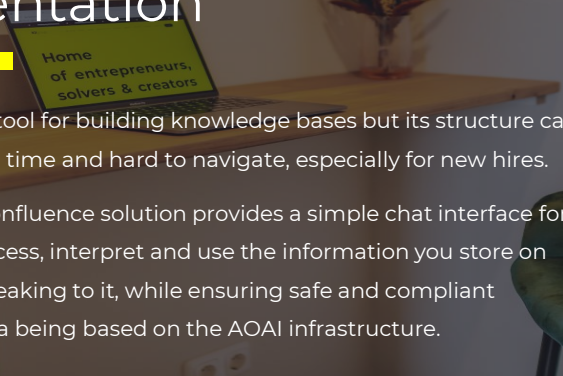 entation
Home
of entrepreneurs,
solvers & creators
tool for building knowledge bases but its structure ca
time and hard to navigate, especially for new hires.
nfluence solution provides a simple chat interface for
cess, interpret and use the information you store on
eaking to it, while ensuring safe and compliant
a being based on the AOAI infrastructure.